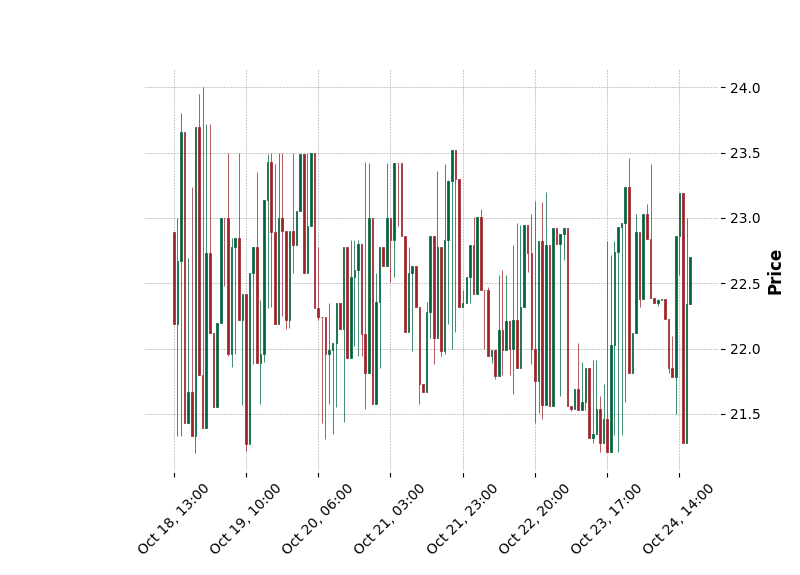 24.0
23.5
23.0
22.5
22.0
21.5
Price
Oct 18, 13:00
Oct 19, 10:00
Oct 20, 06:00
Oct 21, 03:00
Oct 21, 23:00
Oct 22, 20:00
Oct 23, 17:00
Oct 24, 14:00